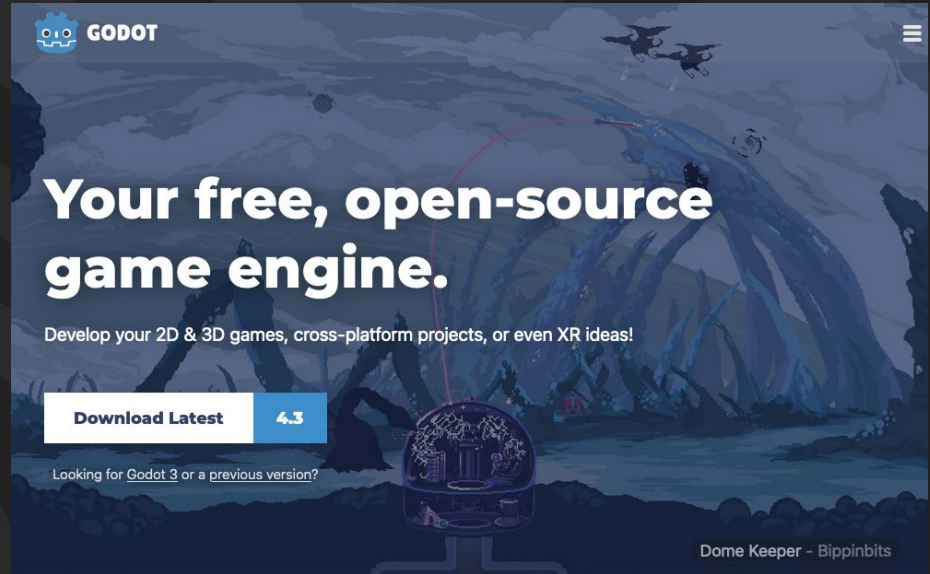 GODOT
Your free, open-source
game engine.
Develop your 2D & 3D games, cross-platform projects, or even XR ideas!
Download Latest 4.3
Looking for Godot 3 or a previous version?
Dome Keeper - Bippinbits